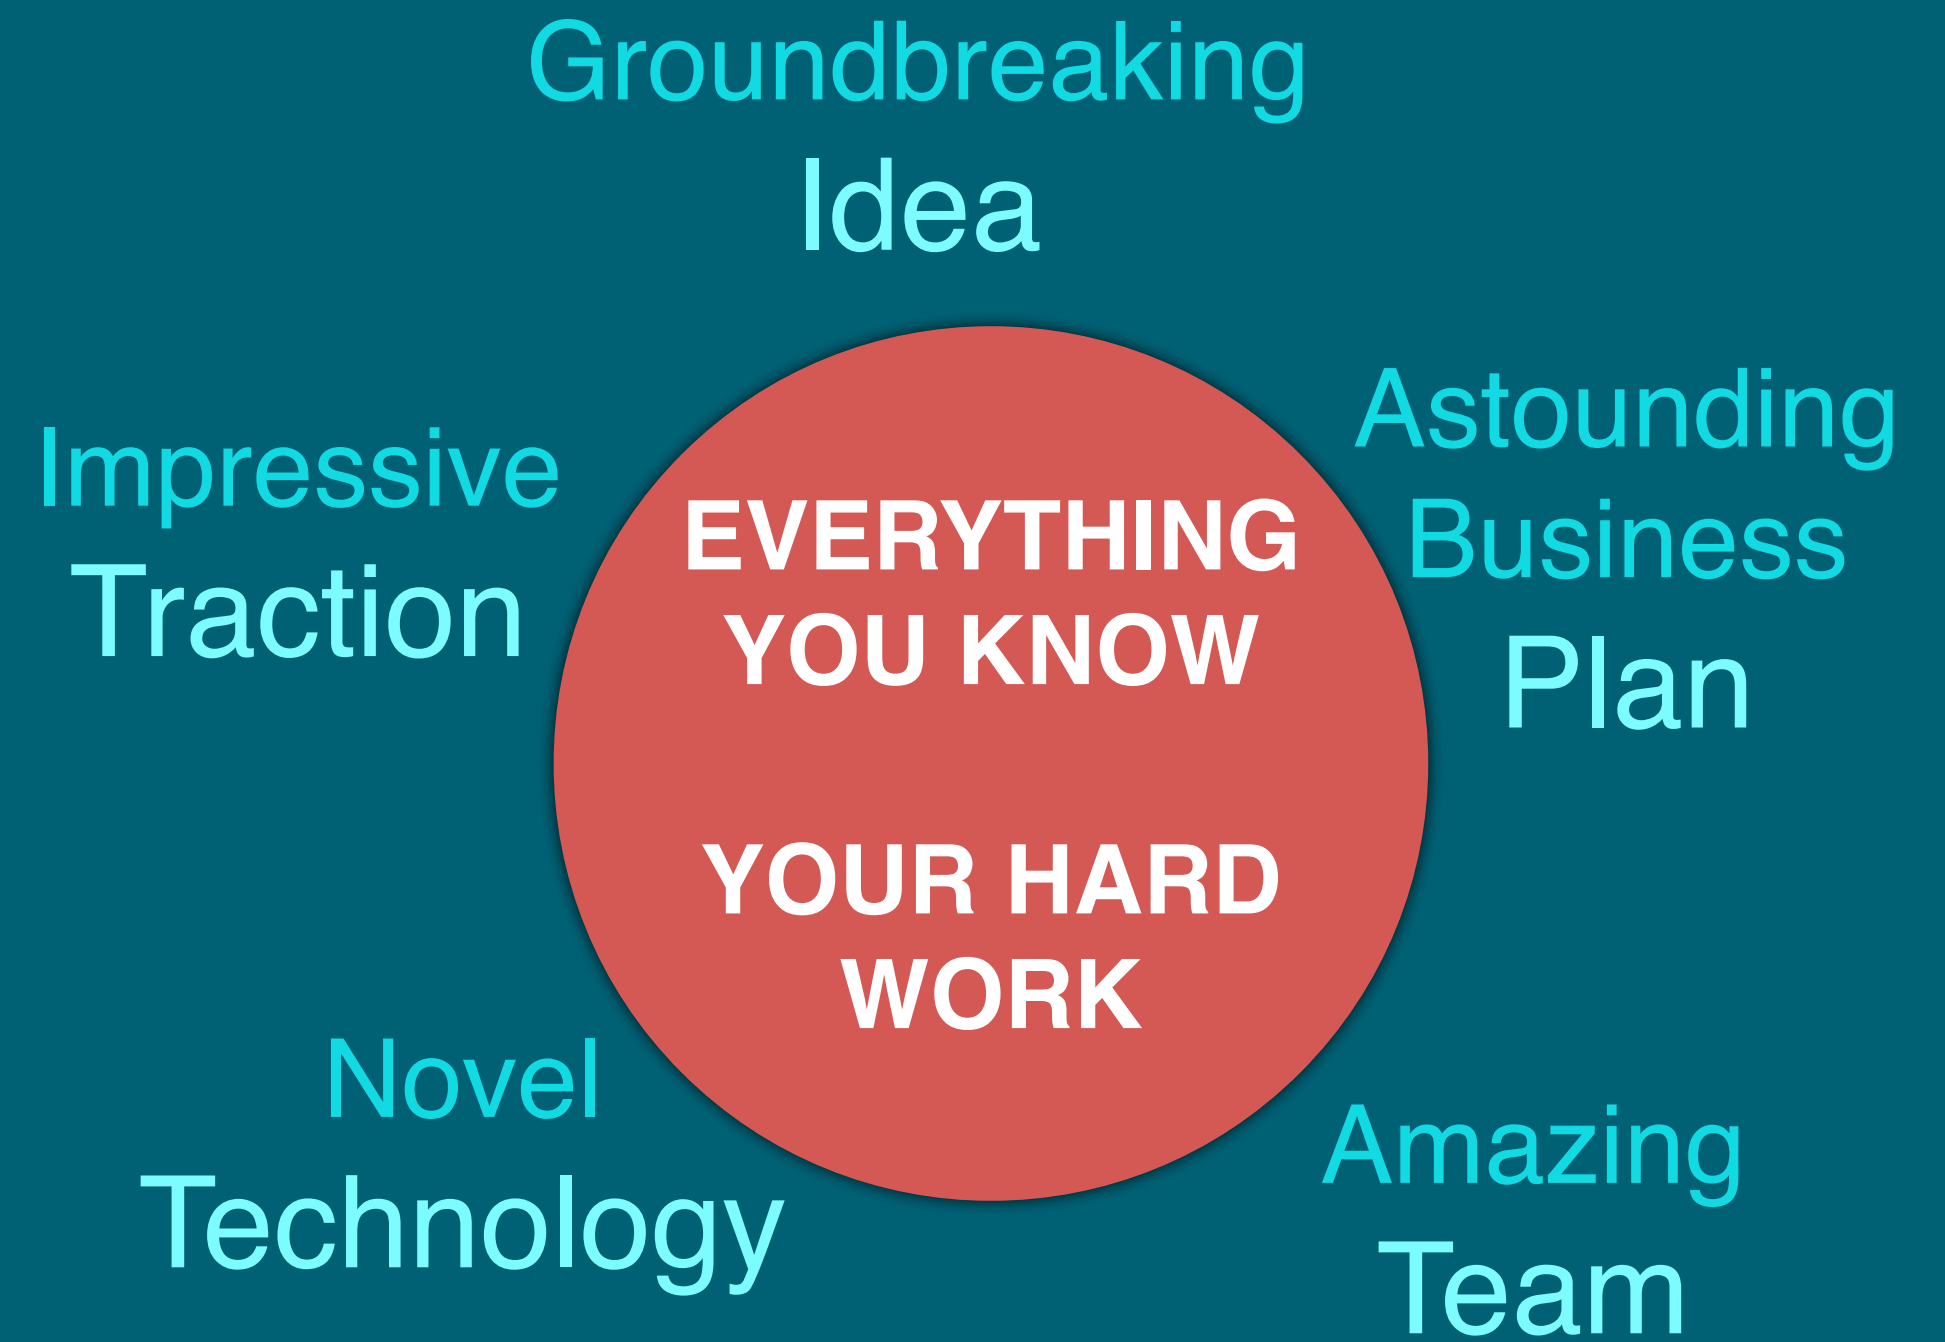 Groundbreaking
Idea
Impressive
Traction
EVERYTHING
YOU KNOW
YOUR HARD
WORK
Astounding
Business
Plan
Novel
Technology
Amazing
Team